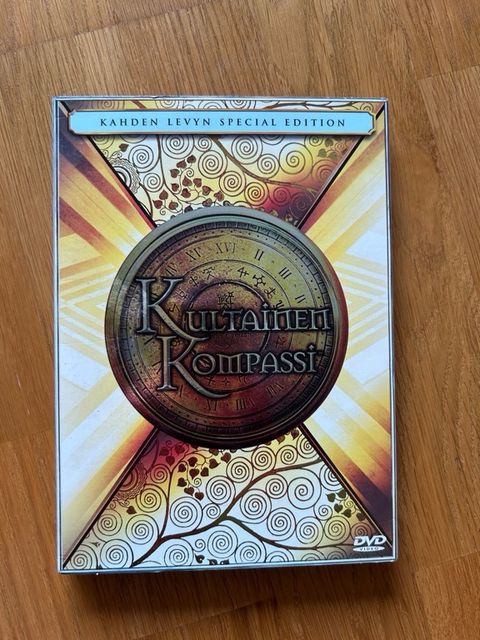 KAHDEN LEVYN SPECIAL EDITION
KULTAINEN
KOMPASSI
DVD
VIDEO